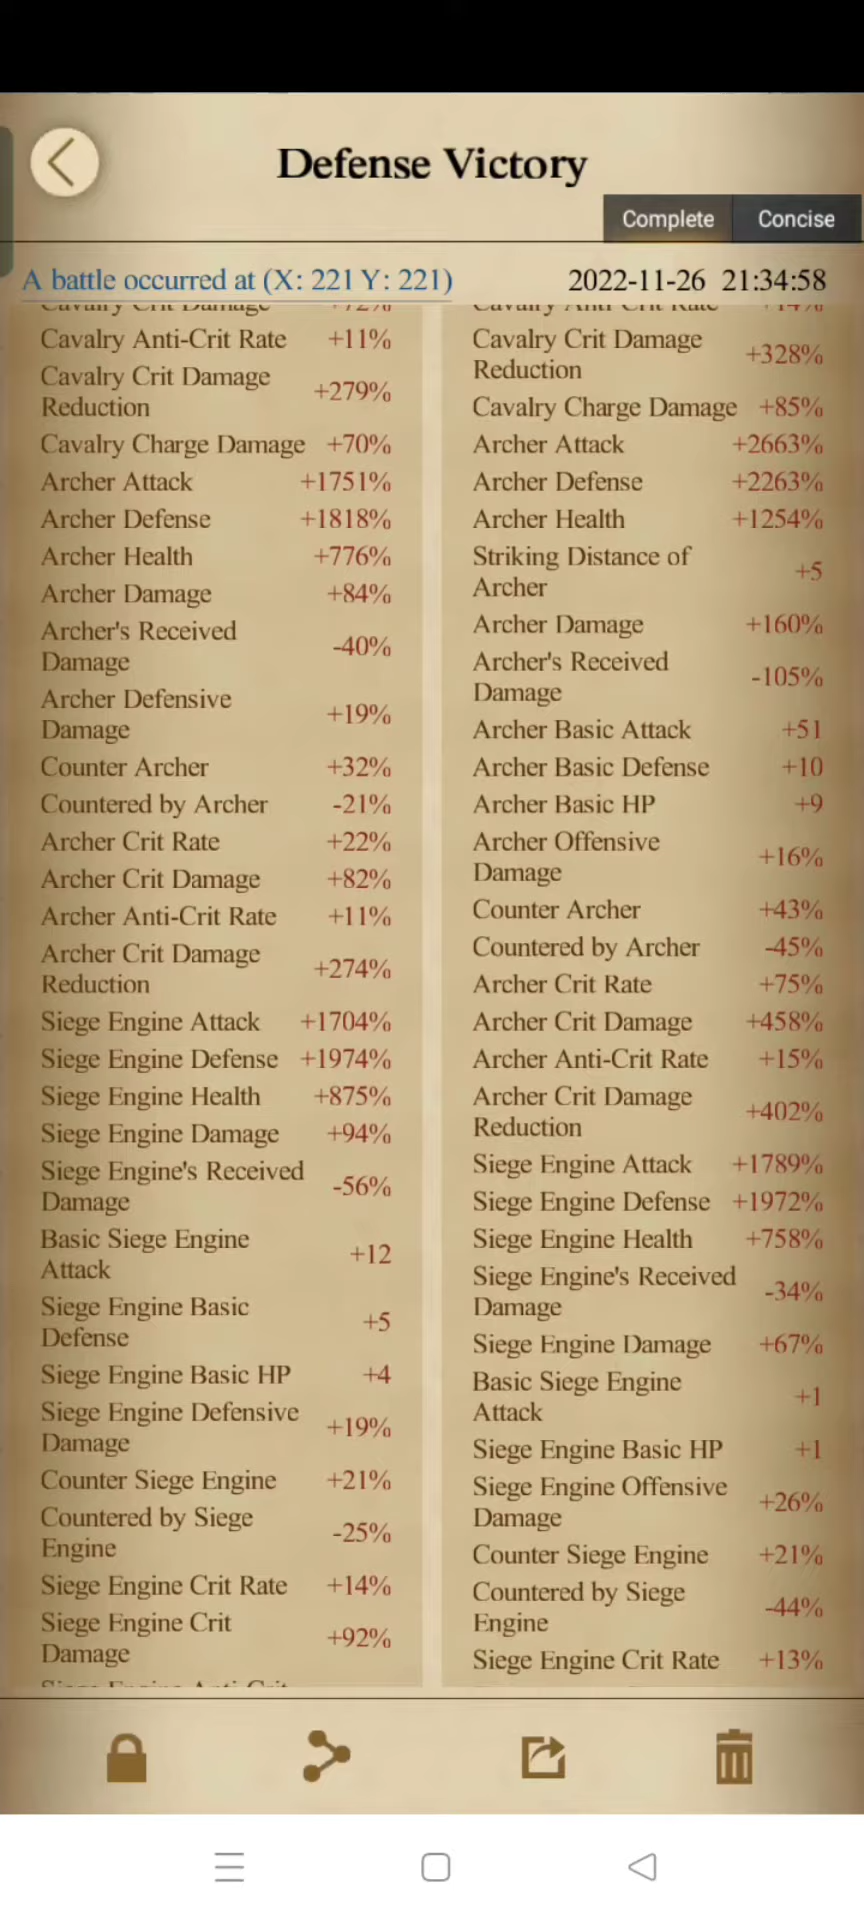 Defense Victory
Complete
Concise
A battle occurred at (X: 221 Y: 221)
2022-11-26 21:34:58
Cavalry Crit Damage +72%
Cavalry Anti-Crit Rate +11%
Cavalry Crit Damage
Reduction +279%
Cavalry Charge Damage +70%
Archer Attack +1751%
Archer Defense +1818%
Archer Health +776%
Archer Damage +84%
Archer's Received
Damage -40%
Archer Defensive
Damage +19%
Counter Archer +32%
Countered by Archer -21%
Archer Crit Rate +22%
Archer Crit Damage +82%
Archer Anti-Crit Rate +11%
Archer Crit Damage
Reduction +274%
Siege Engine Attack +1704%
Siege Engine Defense +1974%
Siege Engine Health +875%
Siege Engine Damage +94%
Siege Engine's Received
Damage -56%
Basic Siege Engine
Attack +12
Siege Engine Basic
Defense +5
Siege Engine Basic HP +4
Siege Engine Defensive
Damage +19%
Counter Siege Engine +21%
Countered by Siege
Engine -25%
Siege Engine Crit Rate +14%
Siege Engine Crit
Damage +92%
Siege Engine Anti-Crit
Cavalry Anti-Crit Rate +14%
Cavalry Crit Damage
Reduction +328%
Cavalry Charge Damage +85%
Archer Attack +2663%
Archer Defense +2263%
Archer Health +1254%
Striking Distance of
Archer +5
Archer Damage +160%
Archer's Received
Damage -105%
Archer Basic Attack +51
Archer Basic Defense +10
Archer Basic HP +9
Archer Offensive
Damage +16%
Counter Archer +43%
Countered by Archer -45%
Archer Crit Rate +75%
Archer Crit Damage +458%
Archer Anti-Crit Rate +15%
Archer Crit Damage
Reduction +402%
Siege Engine Attack +1789%
Siege Engine Defense +1972%
Siege Engine Health +758%
Siege Engine's Received
Damage -34%
Siege Engine Damage +67%
Basic Siege Engine
Attack +1
Siege Engine Basic HP +1
Siege Engine Offensive
Damage +26%
Counter Siege Engine +21%
Countered by Siege
Engine -44%
Siege Engine Crit Rate +13%